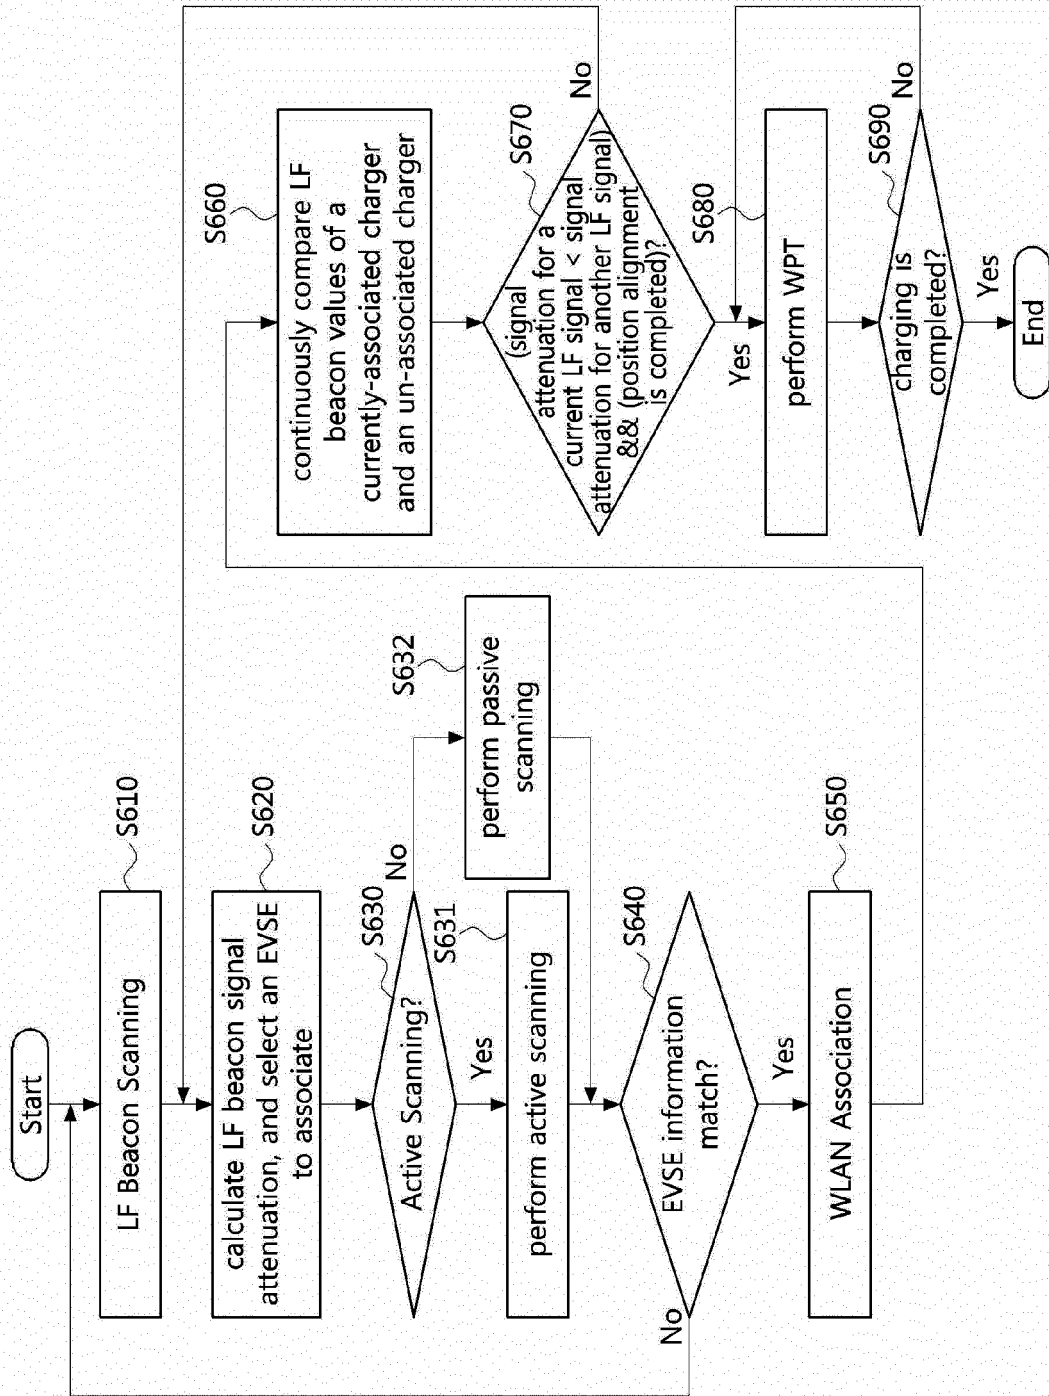 Start
LF Beacon Scanning
S610
calculate LF beacon signal
attenuation, and select an EVSE
to associate
S620
Active Scanning?
S630
No
Yes
perform active scanning
S631
perform passive
scanning
S632
EVSE information
match?
S640
No
Yes
WLAN Association
S650
continuously compare LF
beacon values of a
currently-associated charger
and an un-associated charger
S660
(signal
attenuation for a
current LF signal < signal
attenuation for another LF signal)
&& (position alignment
is completed)?
S670
No
Yes
perform WPT
S680
charging is
completed?
S690
No
Yes
End